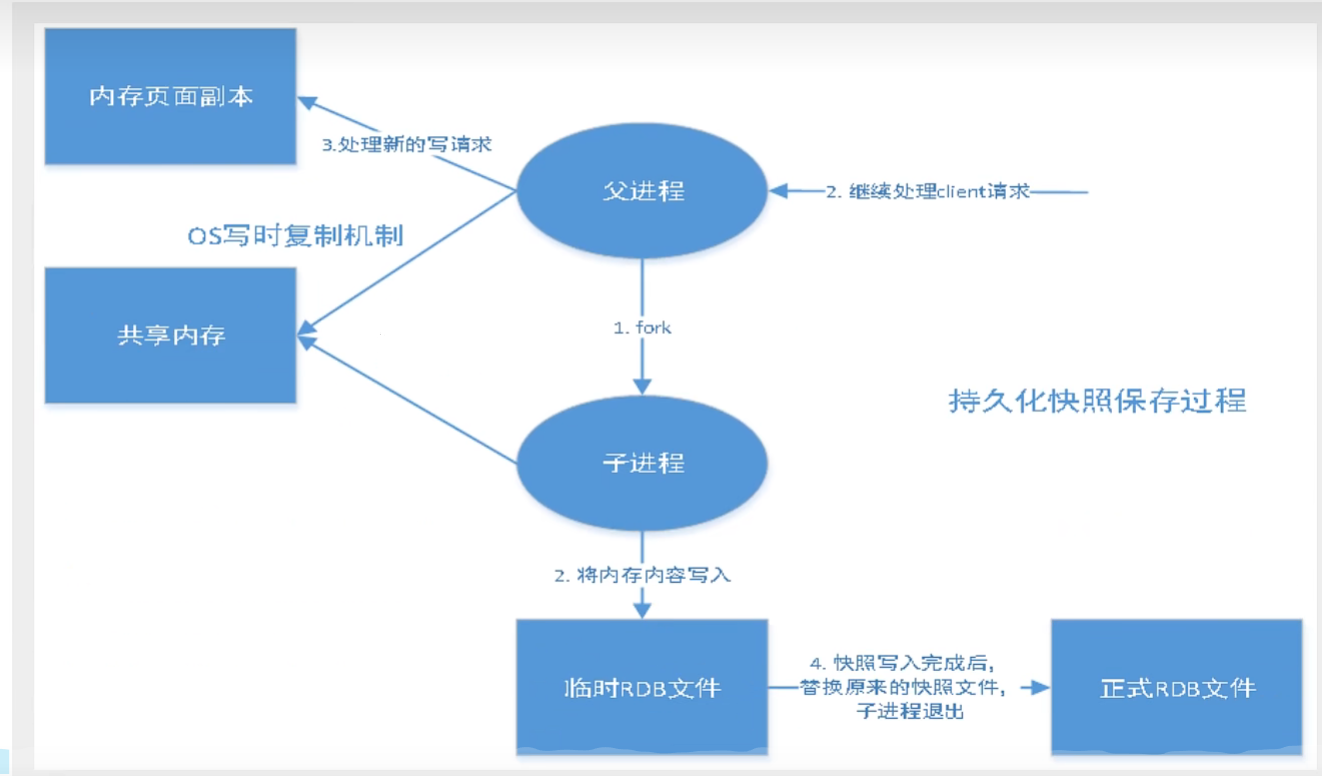 内存页面副本
3.处理新的写请求
父进程
2. 继续处理client请求
OS写时复制机制
共享内存
1. fork
持久化快照保存过程
子进程
2. 将内存内容写入
临时RDB文件
4. 快照写入完成后,
替换原来的快照文件,
子进程退出
正式RDB文件